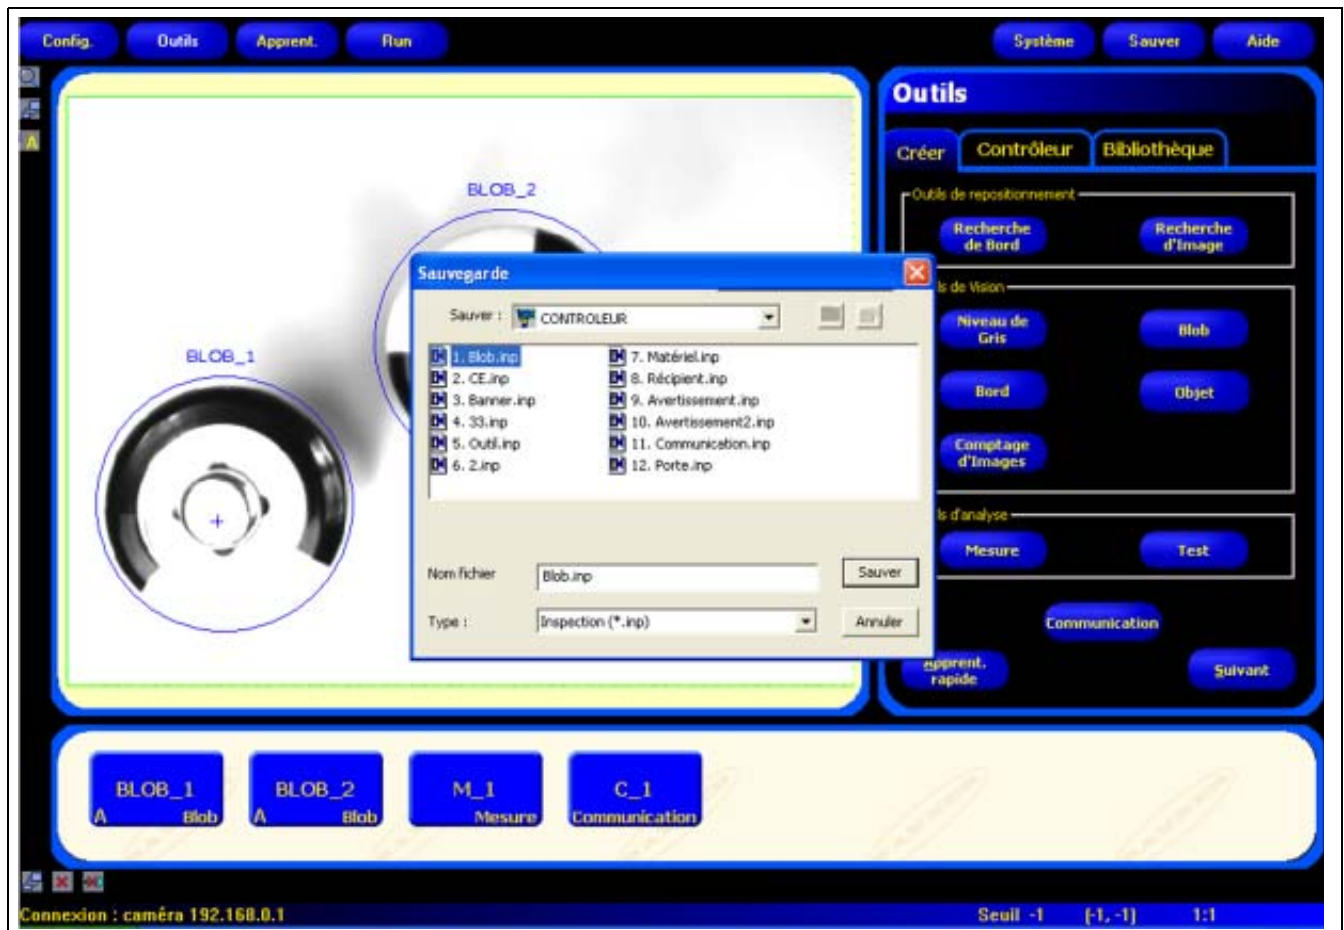 Config. Outils Apprent. Run Système Sauver Aide
A
BLOB_2
BLOB_1
Outils
Créer Contrôleur Bibliothèque
Outils de repositionnement
Recherche de Bord
Recherche d'Image
ls de Vision
Niveau de Gris
Blob
Bord
Objet
Comptage d'Images
ls d'analyse
Mesure
Test
Communication
Apprent. rapide
Suivant
Sauvegarde
Sauver : CONTROLEUR
1. Blob.inp
2. CE.inp
3. Banner.inp
4. 33.inp
5. Outil.inp
6. 2.inp
7. Matériel.inp
8. Récipient.inp
9. Avertissement.inp
10. Avertissement2.inp
11. Communication.inp
12. Porte.inp
Nom fichier Blob.inp Sauver
Type : Inspection (*.inp) Annuler
BLOB_1
A Blob
BLOB_2
A Blob
M_1
Mesure
C_1
Communication
Connexion : caméra 192.168.0.1 Seuil -1 (-1, -1) 1:1